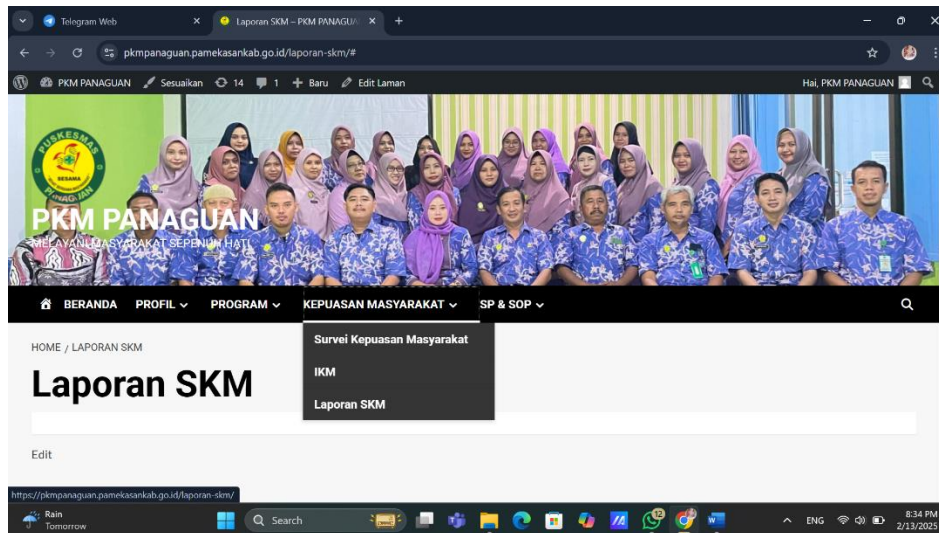 Telegram Web
Laporan SKM – PKM PANAGUA
pkmpanaguan.pamekasankab.go.id/laporan-skm/#
PKM PANAGUAN Sesuaikan 14 1 + Baru Edit Laman Hai, PKM PANAGUAN
PUSKESMAS
SESAMA
PANAGUAN
PKM PANAGUAN
MELAYANI MASYARAKAT SEPENUH HATI
BERANDA PROFIL PROGRAM KEPUASAN MASYARAKAT SP & SOP
Survei Kepuasan Masyarakat
HOME / LAPORAN SKM
IKM
Laporan SKM
Laporan SKM
Edit
https://pkmpanaguan.pamekasankab.go.id/laporan-skm/
Rain
Tomorrow
Search
ENG
8:34 PM
2/13/2025